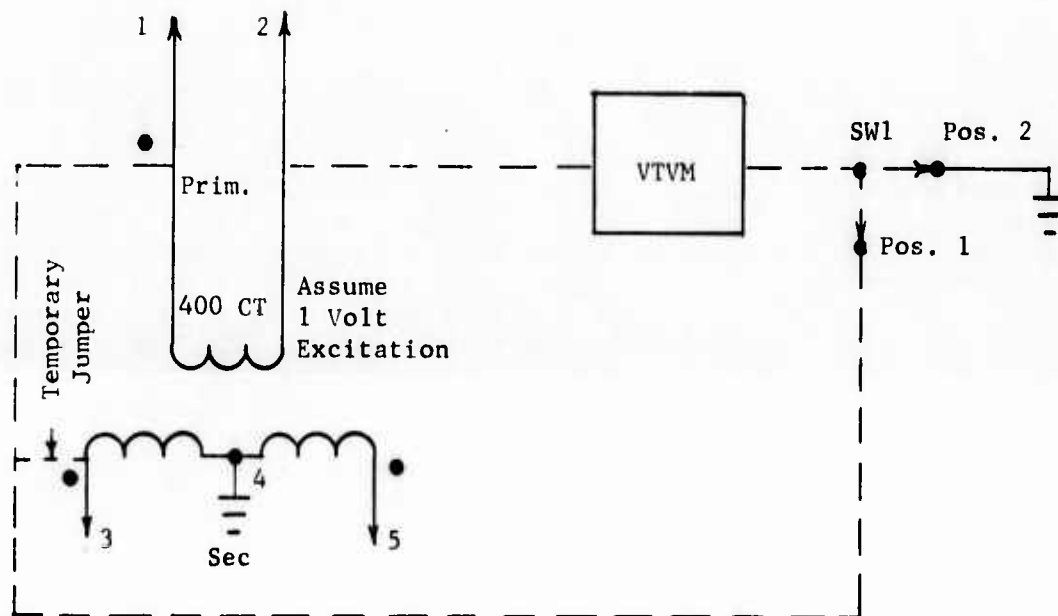 1
2
SW1
Pos. 2
VTVM
Prim.
Pos. 1
Temporary
Jumper
400 CT
Assume
1 Volt
Excitation
4
3
5
Sec